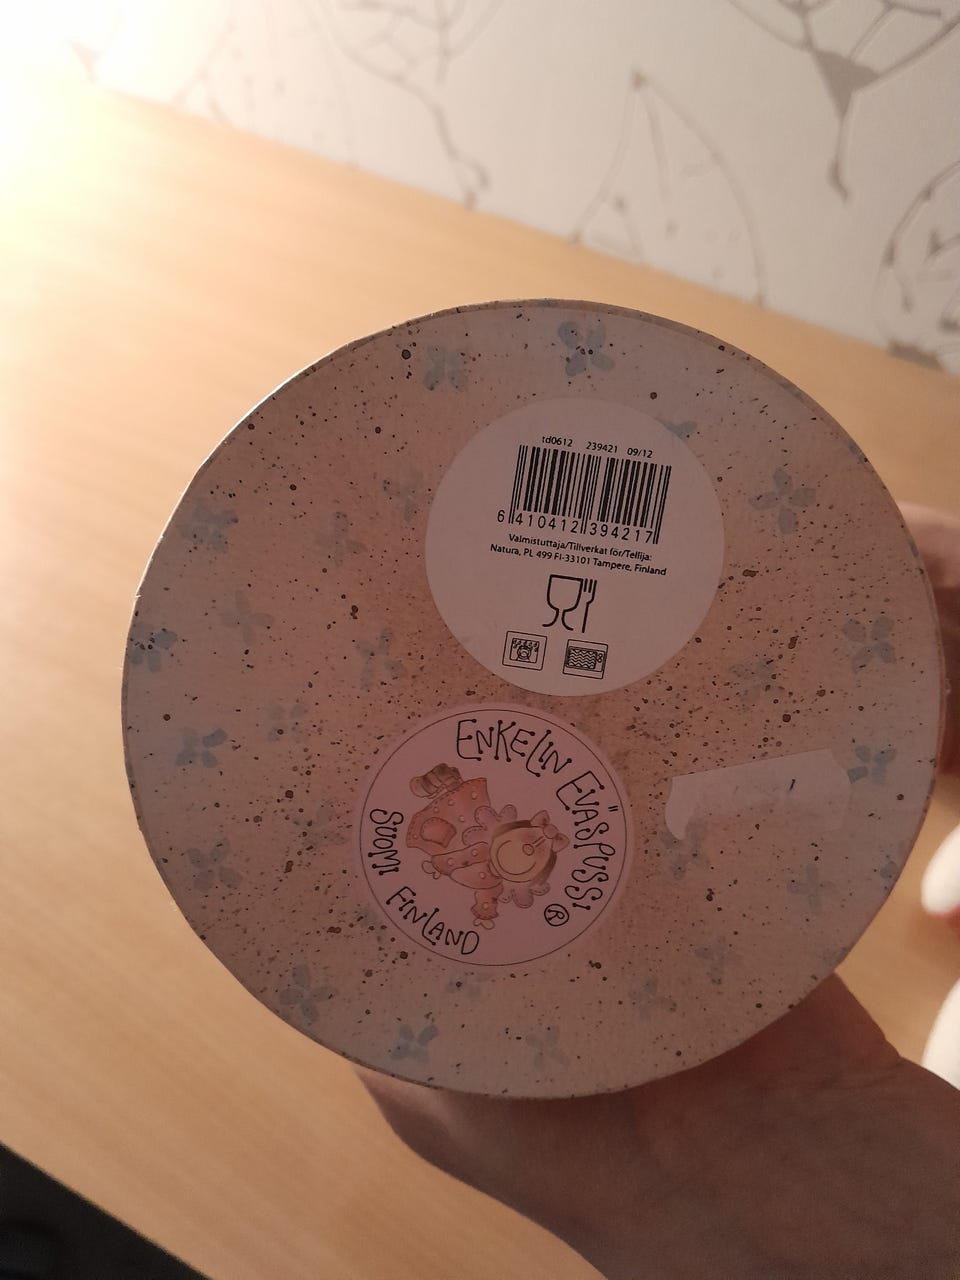 td0612 239421 09/12
6 410412 394217
Valmistuttaja/Tillverkat för/Tellija:
Natura, PL 499 FI-33101 Tampere, Finland
ENKELIN EVÄSPUSSI ®
SUOMI FINLAND